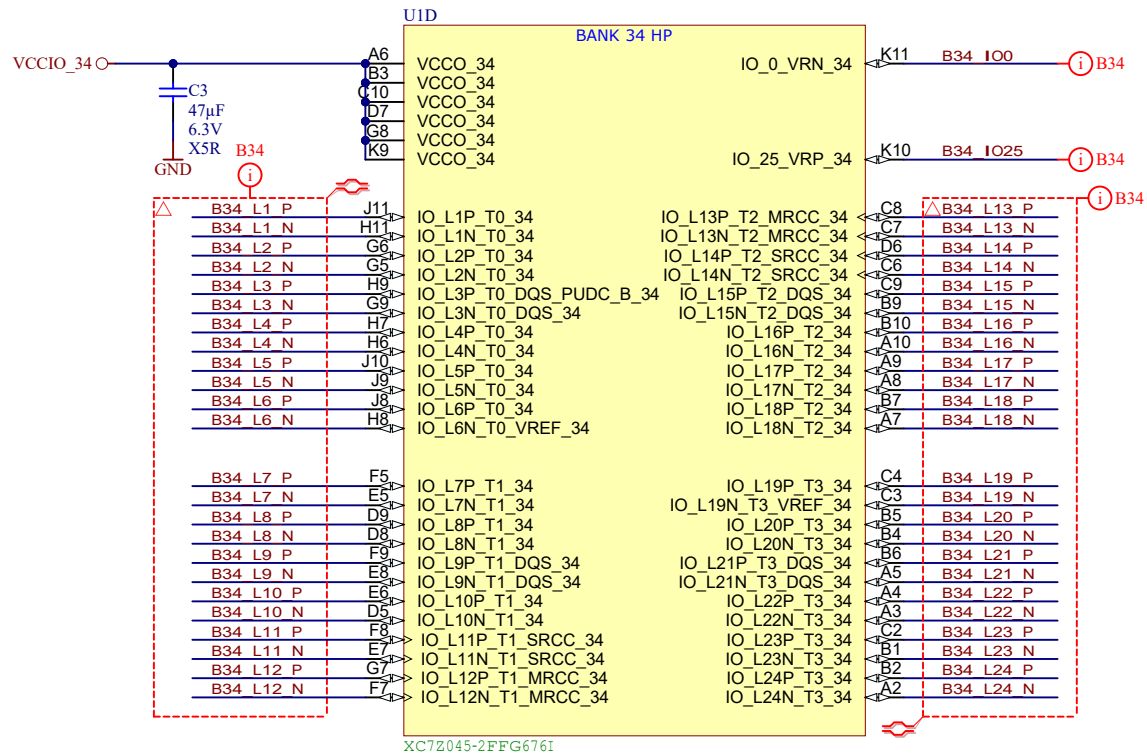 U1D
BANK 34 HP
VCCIO_34
A6 VCCO_34
B3 VCCO_34
C10 VCCO_34
D7 VCCO_34
G8 VCCO_34
K9 VCCO_34
C3
47µF
6.3V
X5R
GND
IO_0_VRN_34 K11 B34_IO0 i B34
IO_25_VRP_34 K10 B34_IO25 i B34
B34
i
B34_L1_P J11 IO_L1P_T0_34
B34_L1_N H11 IO_L1N_T0_34
B34_L2_P G6 IO_L2P_T0_34
B34_L2_N G5 IO_L2N_T0_34
B34_L3_P H9 IO_L3P_T0_DQS_PUDC_B_34
B34_L3_N G9 IO_L3N_T0_DQS_34
B34_L4_P H7 IO_L4P_T0_34
B34_L4_N H6 IO_L4N_T0_34
B34_L5_P J10 IO_L5P_T0_34
B34_L5_N J9 IO_L5N_T0_34
B34_L6_P J8 IO_L6P_T0_34
B34_L6_N H8 IO_L6N_T0_VREF_34
B34_L7_P F5 IO_L7P_T1_34
B34_L7_N E5 IO_L7N_T1_34
B34_L8_P D9 IO_L8P_T1_34
B34_L8_N D8 IO_L8N_T1_34
B34_L9_P F9 IO_L9P_T1_DQS_34
B34_L9_N E8 IO_L9N_T1_DQS_34
B34_L10_P E6 IO_L10P_T1_34
B34_L10_N D5 IO_L10N_T1_34
B34_L11_P F8 IO_L11P_T1_SRCC_34
B34_L11_N E7 IO_L11N_T1_SRCC_34
B34_L12_P G7 IO_L12P_T1_MRCC_34
B34_L12_N F7 IO_L12N_T1_MRCC_34
i B34
IO_L13P_T2_MRCC_34 C8 B34_L13_P
IO_L13N_T2_MRCC_34 C7 B34_L13_N
IO_L14P_T2_SRCC_34 D6 B34_L14_P
IO_L14N_T2_SRCC_34 C6 B34_L14_N
IO_L15P_T2_DQS_34 C9 B34_L15_P
IO_L15N_T2_DQS_34 B9 B34_L15_N
IO_L16P_T2_34 B10 B34_L16_P
IO_L16N_T2_34 A10 B34_L16_N
IO_L17P_T2_34 A9 B34_L17_P
IO_L17N_T2_34 A8 B34_L17_N
IO_L18P_T2_34 B7 B34_L18_P
IO_L18N_T2_34 A7 B34_L18_N
IO_L19P_T3_34 C4 B34_L19_P
IO_L19N_T3_VREF_34 C3 B34_L19_N
IO_L20P_T3_34 B5 B34_L20_P
IO_L20N_T3_34 B4 B34_L20_N
IO_L21P_T3_DQS_34 B6 B34_L21_P
IO_L21N_T3_DQS_34 A5 B34_L21_N
IO_L22P_T3_34 A4 B34_L22_P
IO_L22N_T3_34 A3 B34_L22_N
IO_L23P_T3_34 C2 B34_L23_P
IO_L23N_T3_34 B1 B34_L23_N
IO_L24P_T3_34 B2 B34_L24_P
IO_L24N_T3_34 A2 B34_L24_N
XC7Z045-2FFG676I